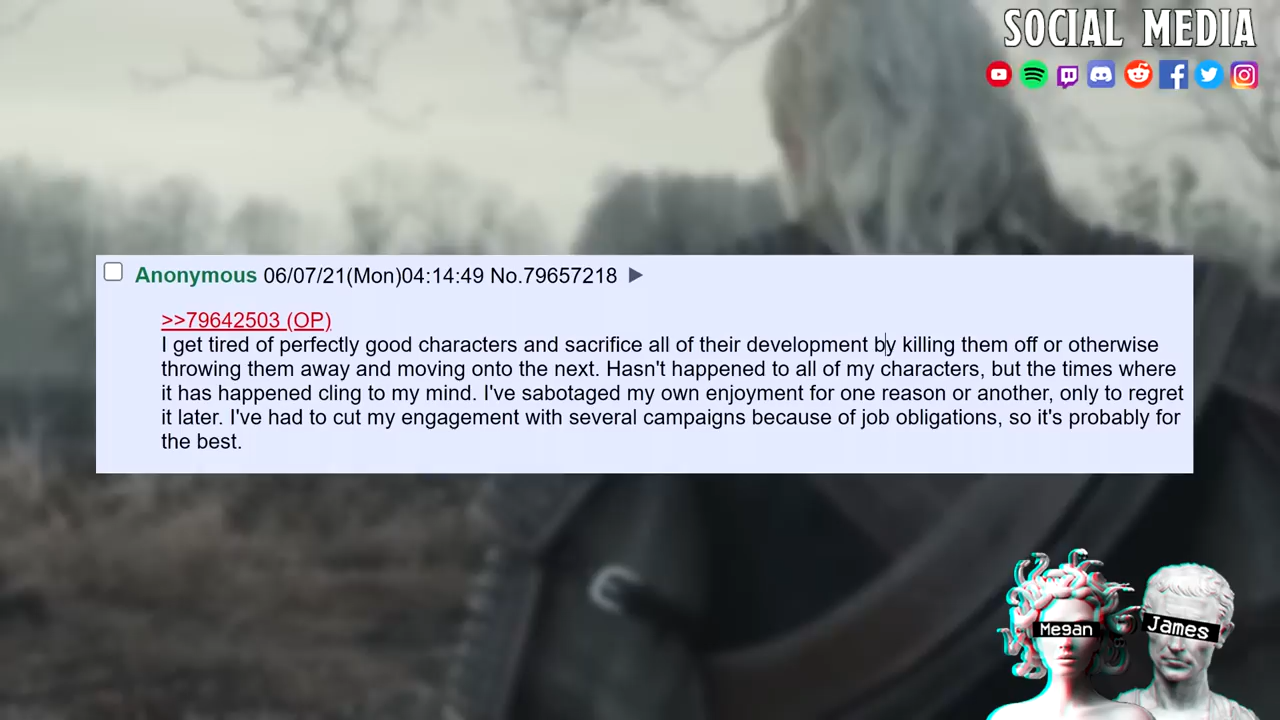 SOCIAL MEDIA
Anonymous 06/07/21(Mon)04:14:49 No.79657218
>>79642503 (OP)
I get tired of perfectly good characters and sacrifice all of their development by killing them off or otherwise
throwing them away and moving onto the next. Hasn't happened to all of my characters, but the times where
it has happened cling to my mind. I've sabotaged my own enjoyment for one reason or another, only to regret
it later. I've had to cut my engagement with several campaigns because of job obligations, so it's probably for
the best.
Megan
James